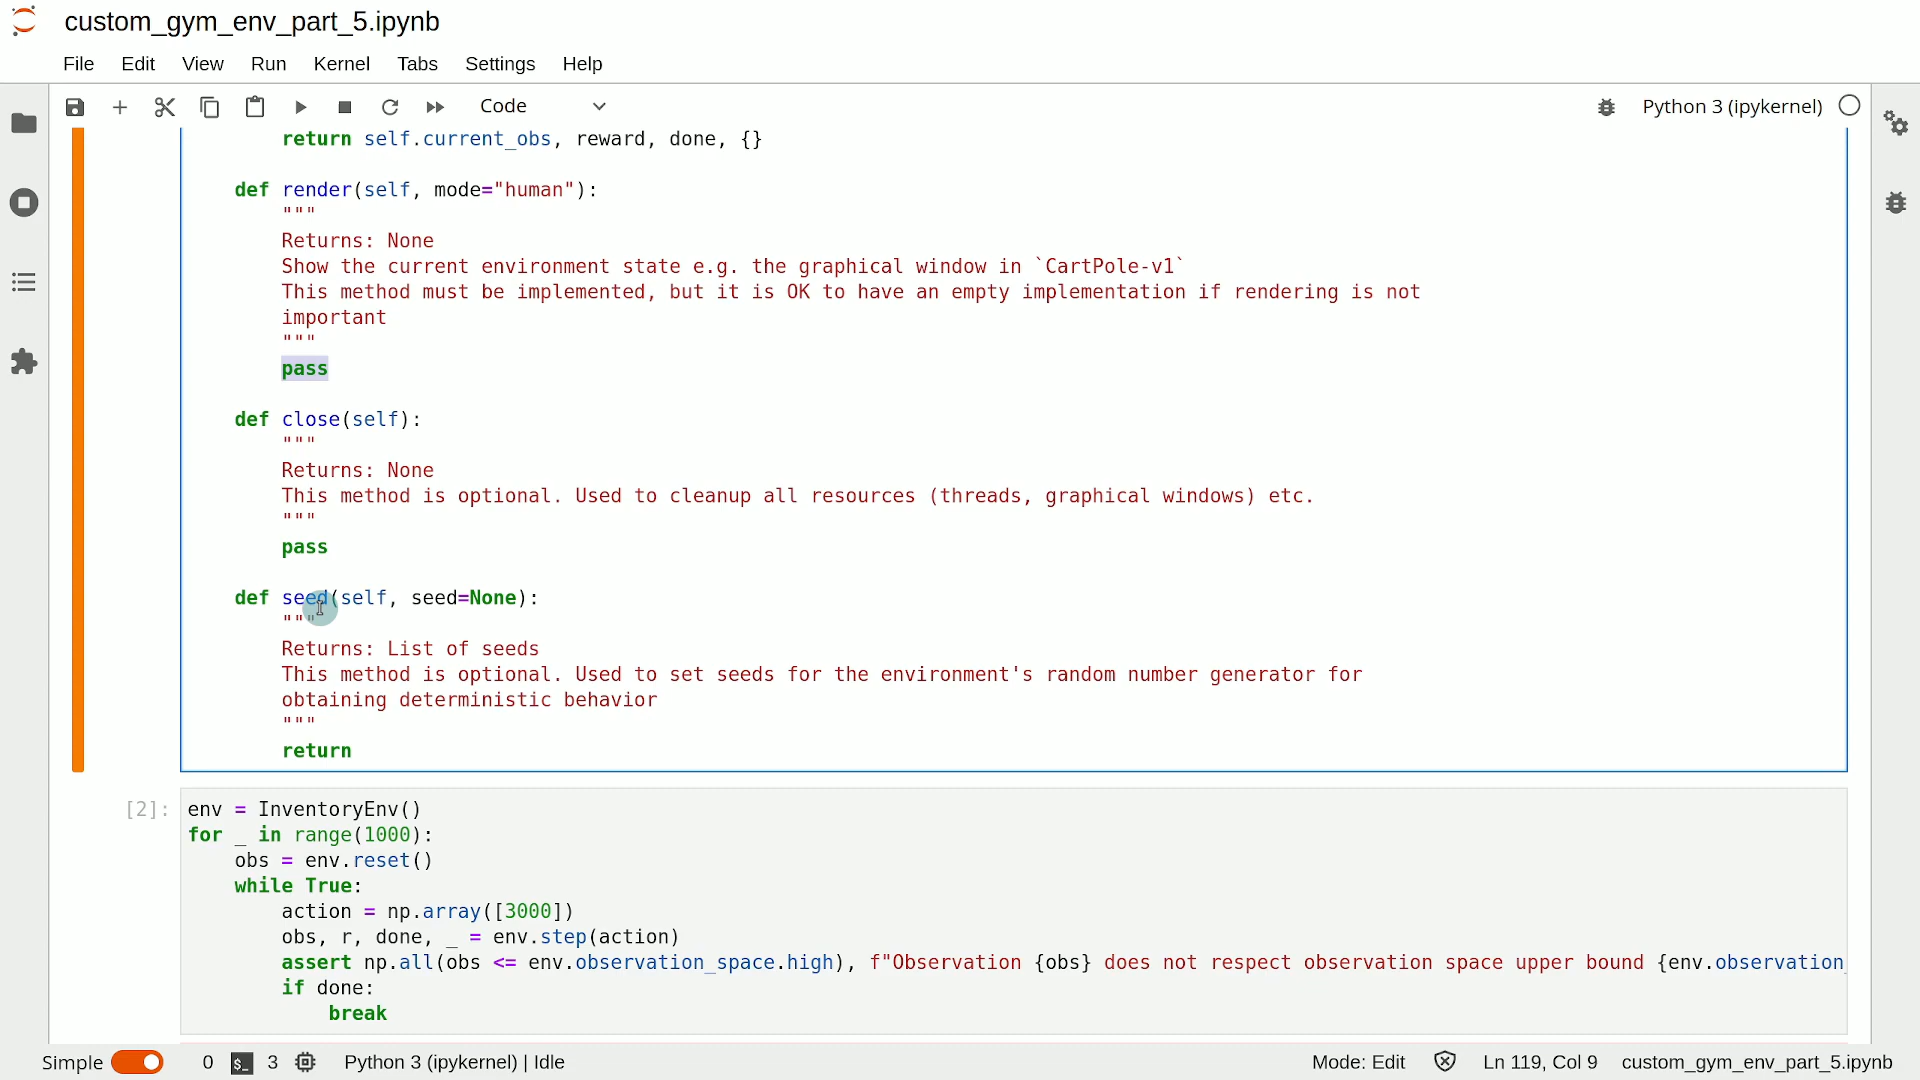 custom_gym_env_part_5.ipynb
File Edit View Run Kernel Tabs Settings Help
Code Python 3 (ipykernel)
return self.current_obs, reward, done, {}
def render(self, mode="human"):
"""
Returns: None
Show the current environment state e.g. the graphical window in `CartPole-v1`
This method must be implemented, but it is OK to have an empty implementation if rendering is not
important
"""
pass
def close(self):
"""
Returns: None
This method is optional. Used to cleanup all resources (threads, graphical windows) etc.
"""
pass
def seed(self, seed=None):
"""
Returns: List of seeds
This method is optional. Used to set seeds for the environment's random number generator for
obtaining deterministic behavior
"""
return
[2]: env = InventoryEnv()
for _ in range(1000):
obs = env.reset()
while True:
action = np.array([3000])
obs, r, done, _ = env.step(action)
assert np.all(obs <= env.observation_space.high), f"Observation {obs} does not respect observation space upper bound {env.observation_
if done:
break
Simple 0 $_ 3 Python 3 (ipykernel) | Idle Mode: Edit Ln 119, Col 9 custom_gym_env_part_5.ipynb